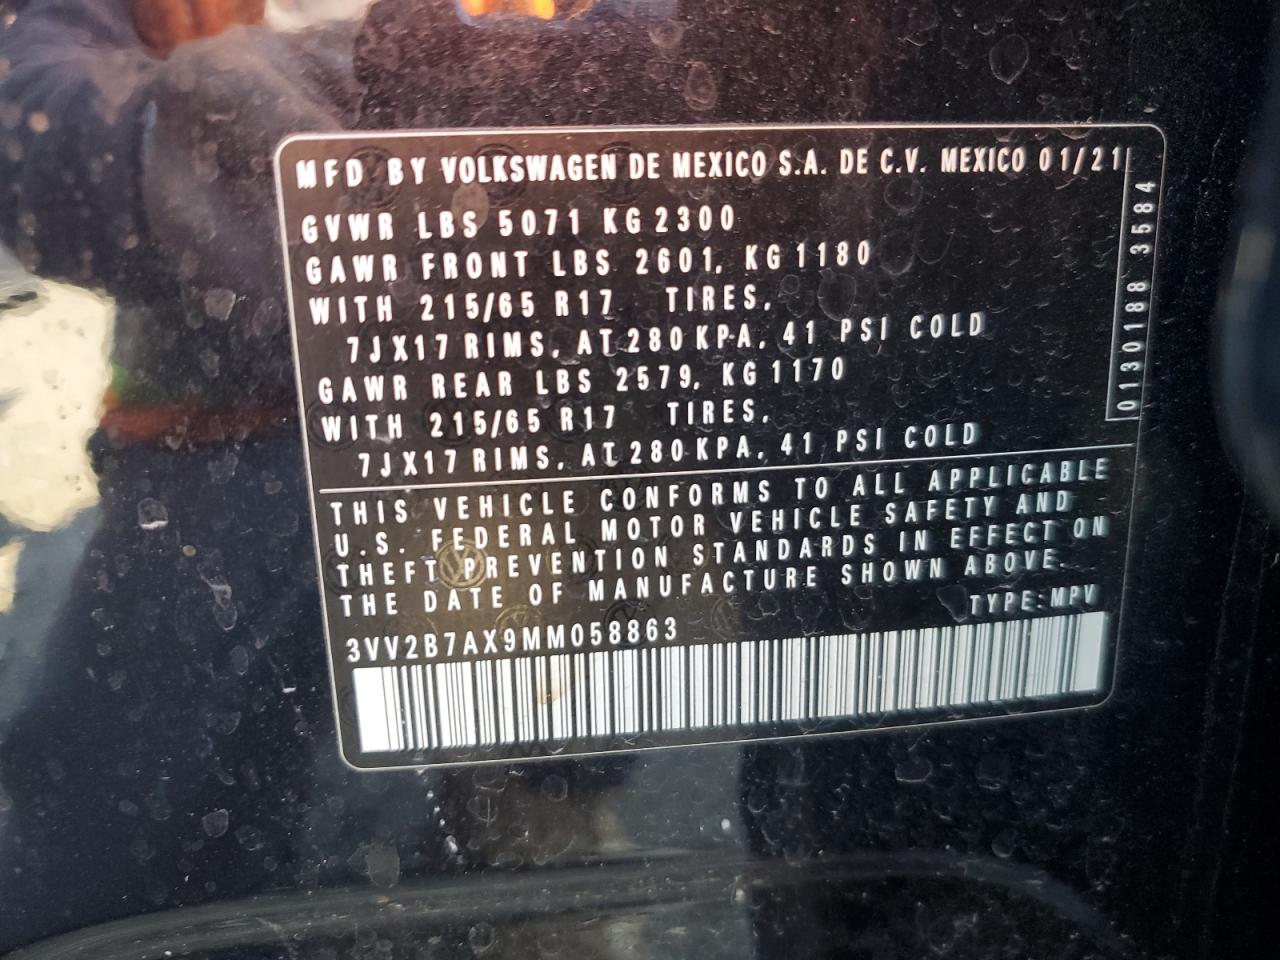 MFD BY VOLKSWAGEN DE MEXICO S.A. DE C.V. MEXICO 01/21
GVWR LBS 5071 KG 2300
GAWR FRONT LBS 2601, KG 1180
WITH 215/65 R17 TIRES,
7JX17 RIMS, AT 280 KPA, 41 PSI COLD
GAWR REAR LBS 2579, KG 1170
WITH 215/65 R17 TIRES,
7JX17 RIMS, AT 280 KPA, 41 PSI COLD
0130188 3584
THIS VEHICLE CONFORMS TO ALL APPLICABLE
U.S. FEDERAL MOTOR VEHICLE SAFETY AND
THEFT PREVENTION STANDARDS IN EFFECT ON
THE DATE OF MANUFACTURE SHOWN ABOVE.
TYPE:MPV
3VV2B7AX9MM058863